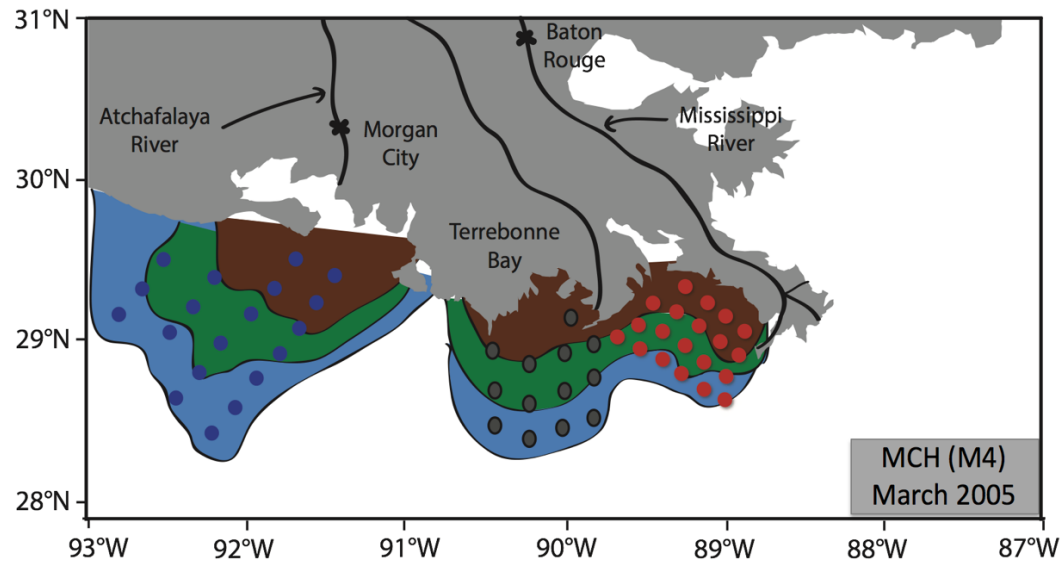 31°N
30°N
29°N
28°N
Baton
Rouge
Atchafalaya
River
Morgan
City
Mississippi
River
Terrebonne
Bay
MCH (M4)
March 2005
93°W
92°W
91°W
90°W
89°W
88°W
87°W